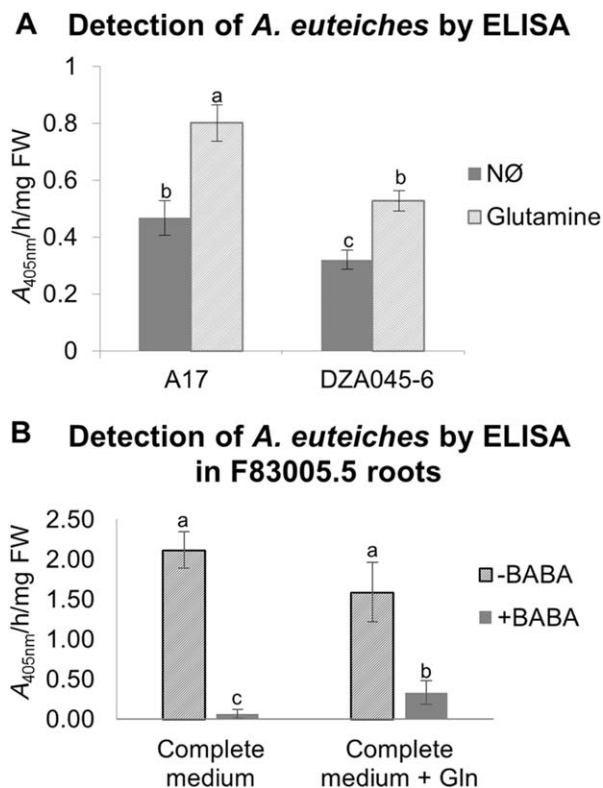 A Detection of A. euteiches by ELISA
1
0.8
0.6
0.4
0.2
0
A405nm/h/mg FW
b
a
c
b
NØ
Glutamine
A17 DZA045-6
B Detection of A. euteiches by ELISA
in F83005.5 roots
2.50
2.00
1.50
1.00
0.50
0.00
A405nm/h/mg FW
a
c
a
b
-BABA
+BABA
Complete
medium
Complete
medium + Gln